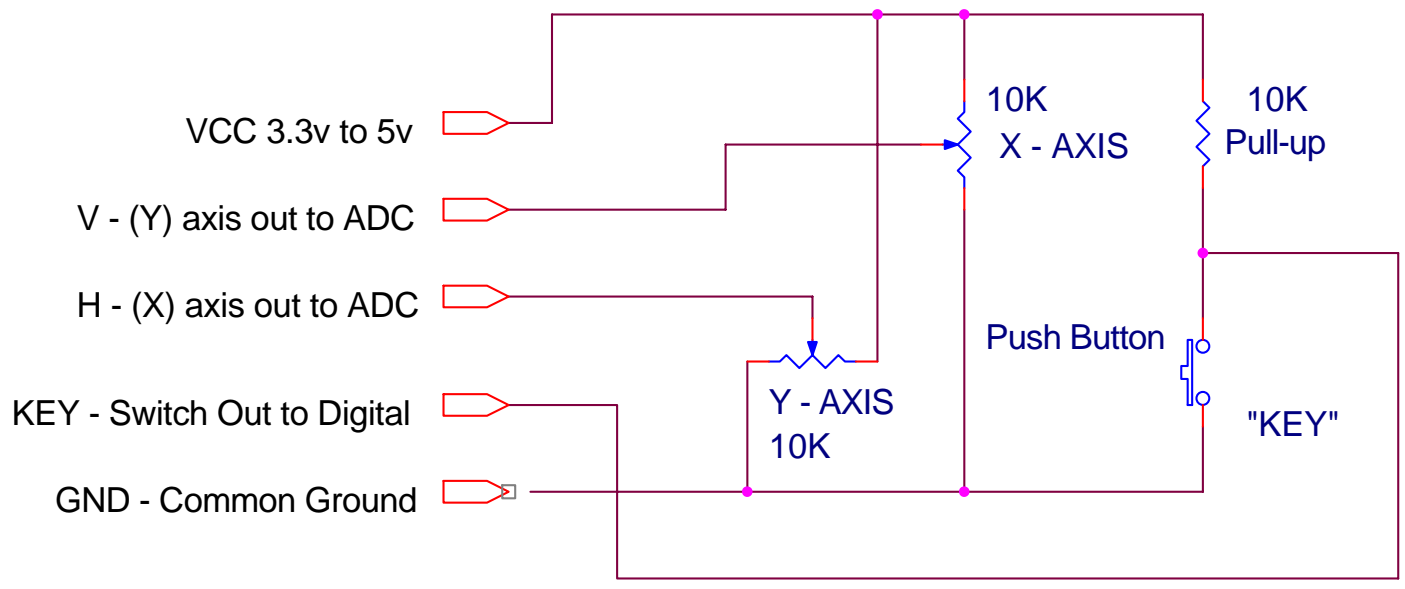 VCC 3.3v to 5v
V - (Y) axis out to ADC
H - (X) axis out to ADC
KEY - Switch Out to Digital
GND - Common Ground
10K
X - AXIS
10K
Pull-up
Push Button
"KEY"
Y - AXIS
10K